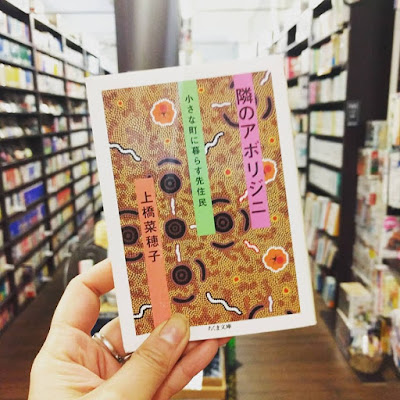 隣のアボリジニ
小さな町に暮らす先住民
上橋菜穂子
ちくま文庫